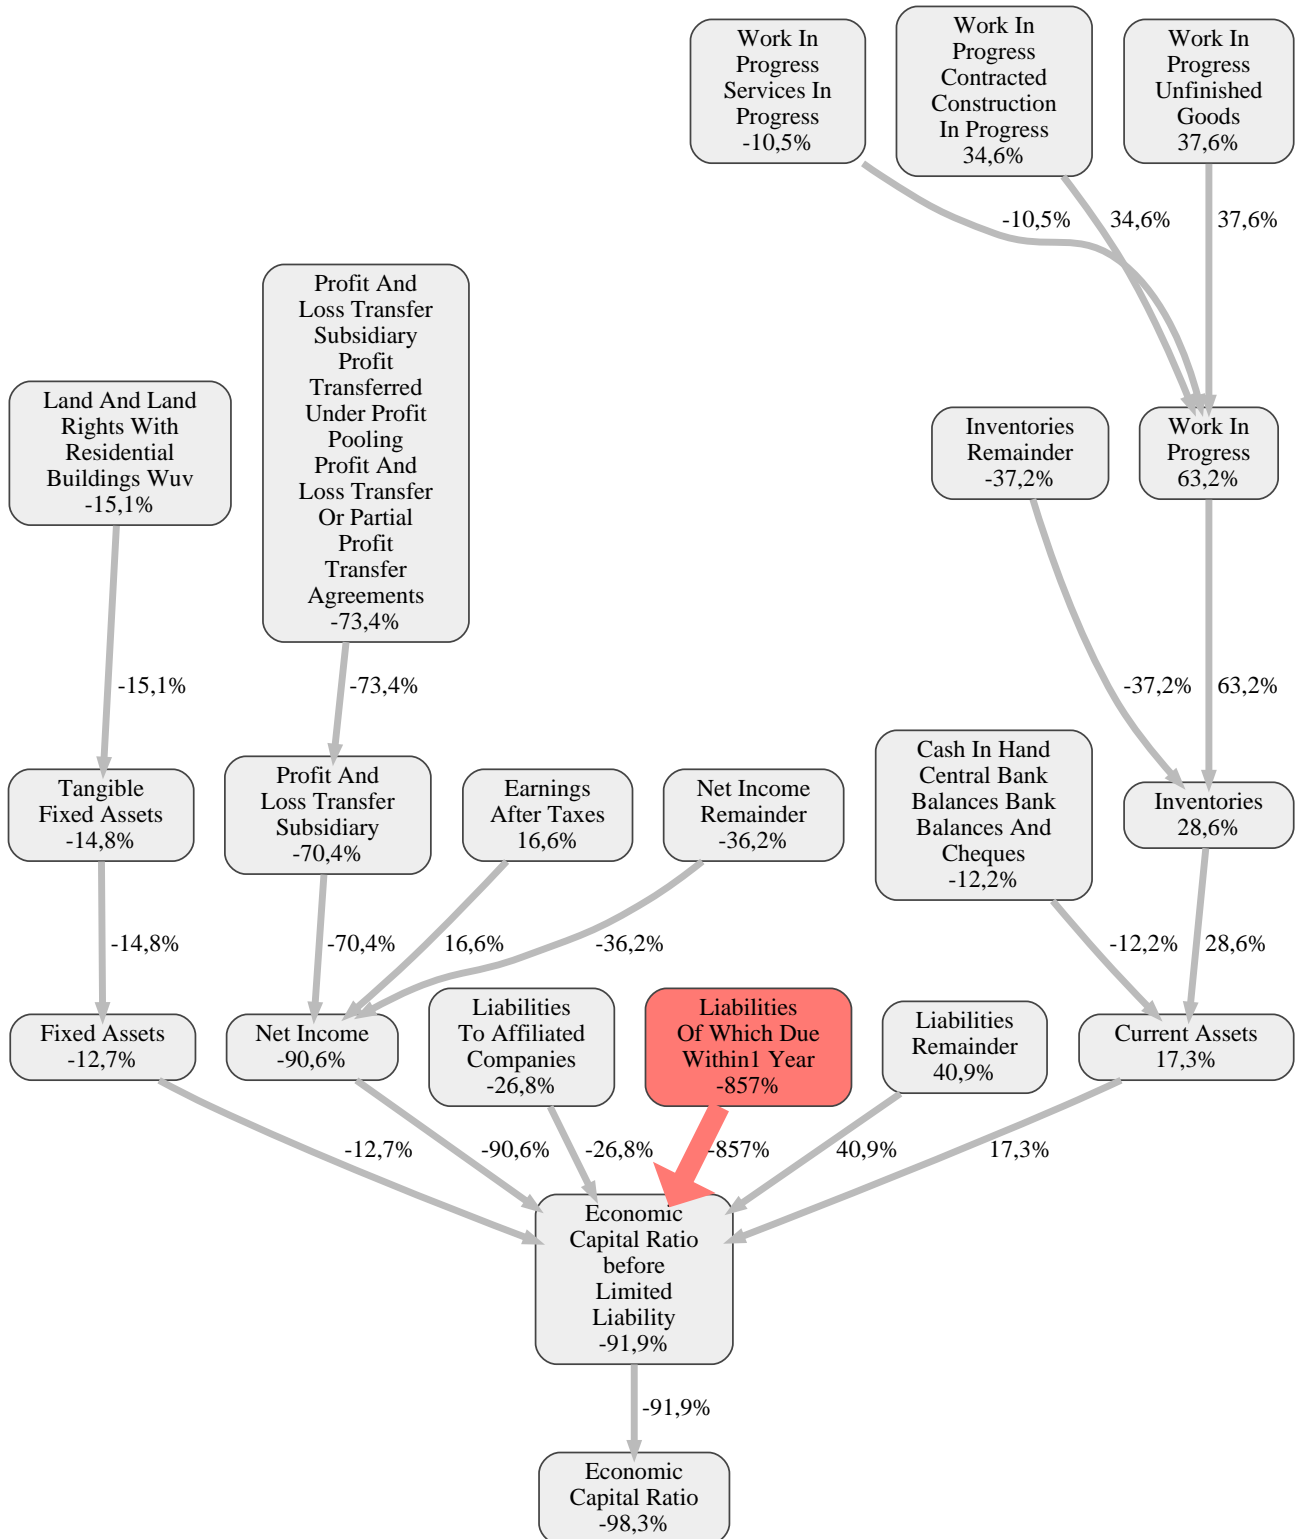 Work In
Progress
Services In
Progress
-10,5%
Work In
Progress
Contracted
Construction
In Progress
34,6%
Work In
Progress
Unfinished
Goods
37,6%
-10,5%
34,6%
37,6%
Profit And
Loss Transfer
Subsidiary
Profit
Transferred
Under Profit
Pooling
Profit And
Loss Transfer
Or Partial
Profit
Transfer
Agreements
-73,4%
Land And Land
Rights With
Residential
Buildings Wuv
-15,1%
Inventories
Remainder
-37,2%
Work In
Progress
63,2%
-15,1%
-73,4%
-37,2%
63,2%
Tangible
Fixed Assets
-14,8%
Profit And
Loss Transfer
Subsidiary
-70,4%
Earnings
After Taxes
16,6%
Net Income
Remainder
-36,2%
Cash In Hand
Central Bank
Balances Bank
Balances And
Cheques
-12,2%
Inventories
28,6%
-14,8%
-70,4%
16,6%
-36,2%
-12,2%
28,6%
Fixed Assets
-12,7%
Net Income
-90,6%
Liabilities
To Affiliated
Companies
-26,8%
Liabilities
Of Which Due
Within1 Year
-857%
Liabilities
Remainder
40,9%
Current Assets
17,3%
-12,7%
-90,6%
-26,8%
-857%
40,9%
17,3%
Economic
Capital Ratio
before
Limited
Liability
-91,9%
-91,9%
Economic
Capital Ratio
-98,3%